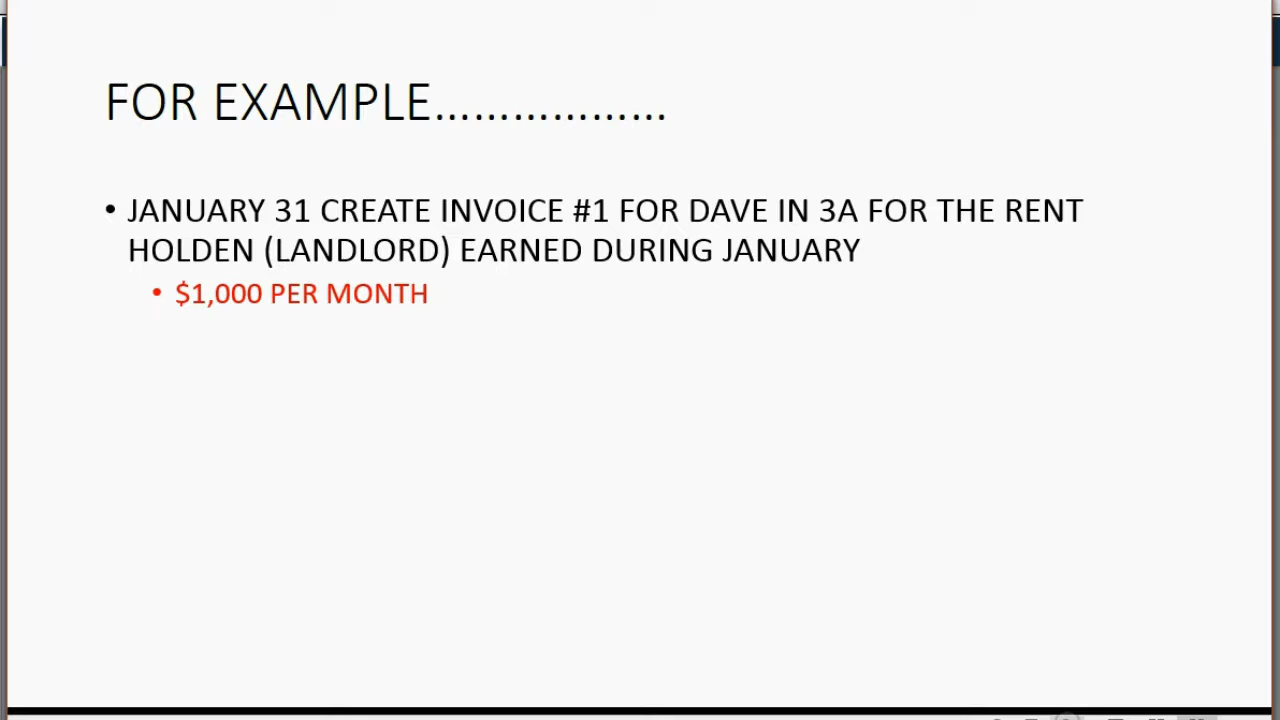 FOR EXAMPLE………………
• JANUARY 31 CREATE INVOICE #1 FOR DAVE IN 3A FOR THE RENT
HOLDEN (LANDLORD) EARNED DURING JANUARY
• $1,000 PER MONTH